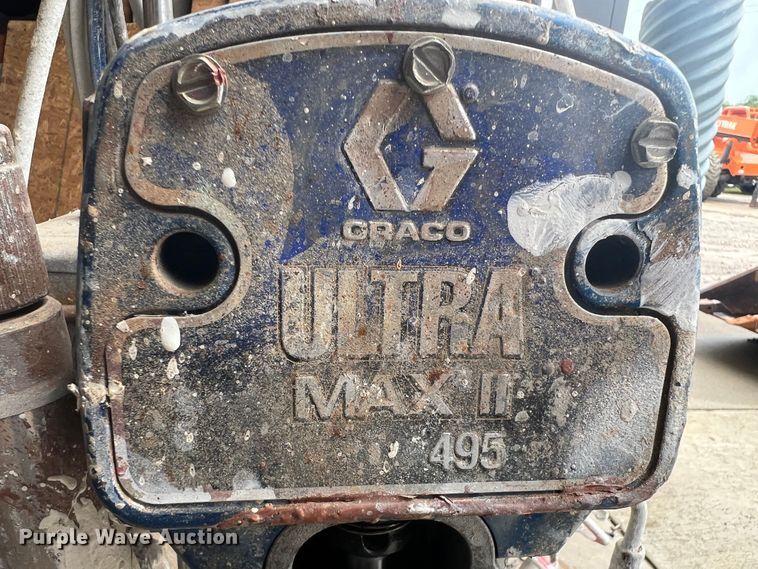 GRACO
ULTRA
MAX II
495
Purple Wave Auction